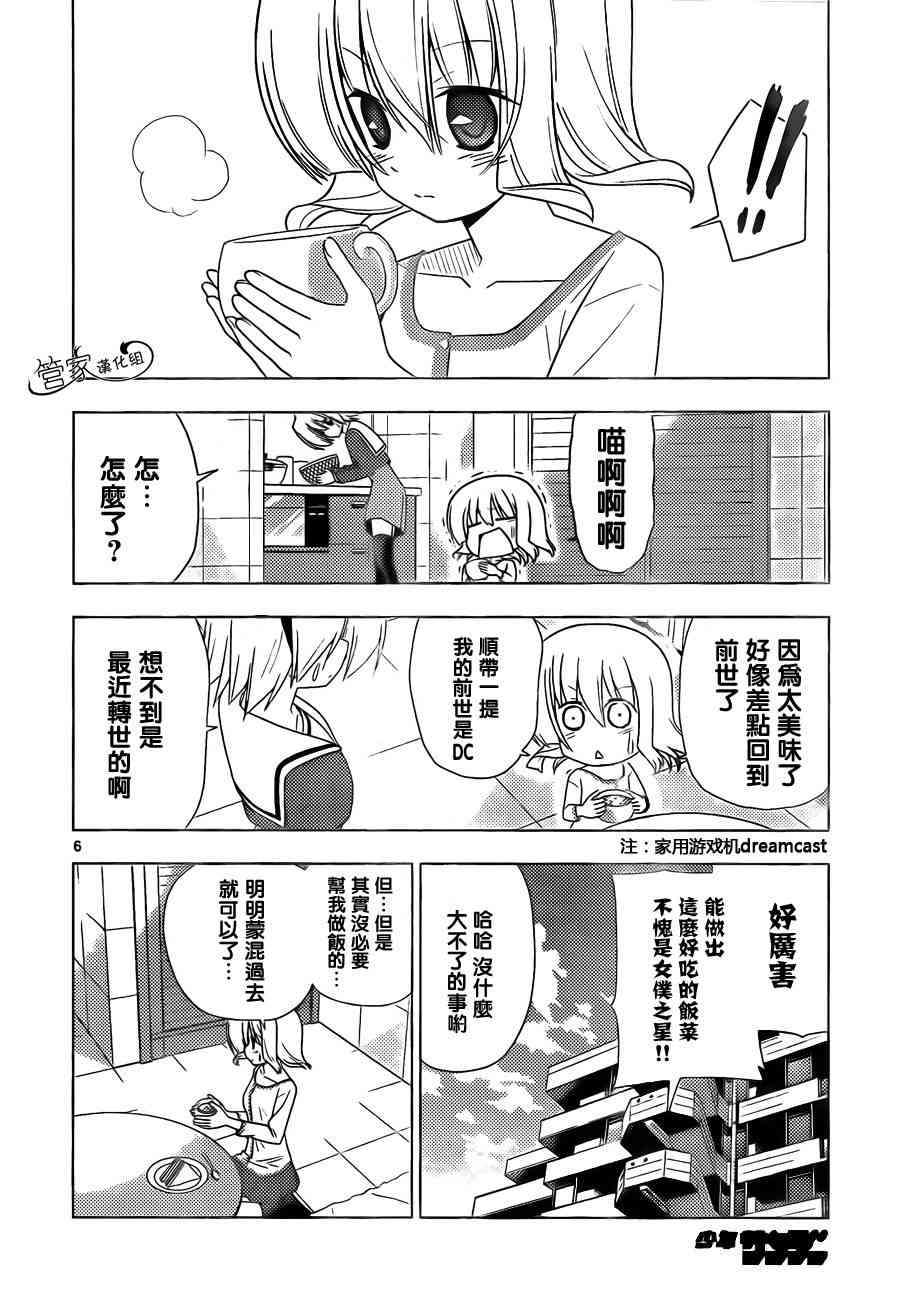 !!
管家漢化組
喵啊啊啊
怎…
怎麼了?
因為太美味了
好像差點回到
前世了
順帶一提
我的前世是
DC
想不到是
最近轉世的啊
6
注：家用游戏机dreamcast
好厲害
能做出
這麼好吃的飯菜
不愧是女僕之星!!
哈哈 沒什麼
大不了的事喲
但…但是
其實沒必要
幫我做飯的…
明明蒙混過去
就可以了…
少年サンデー